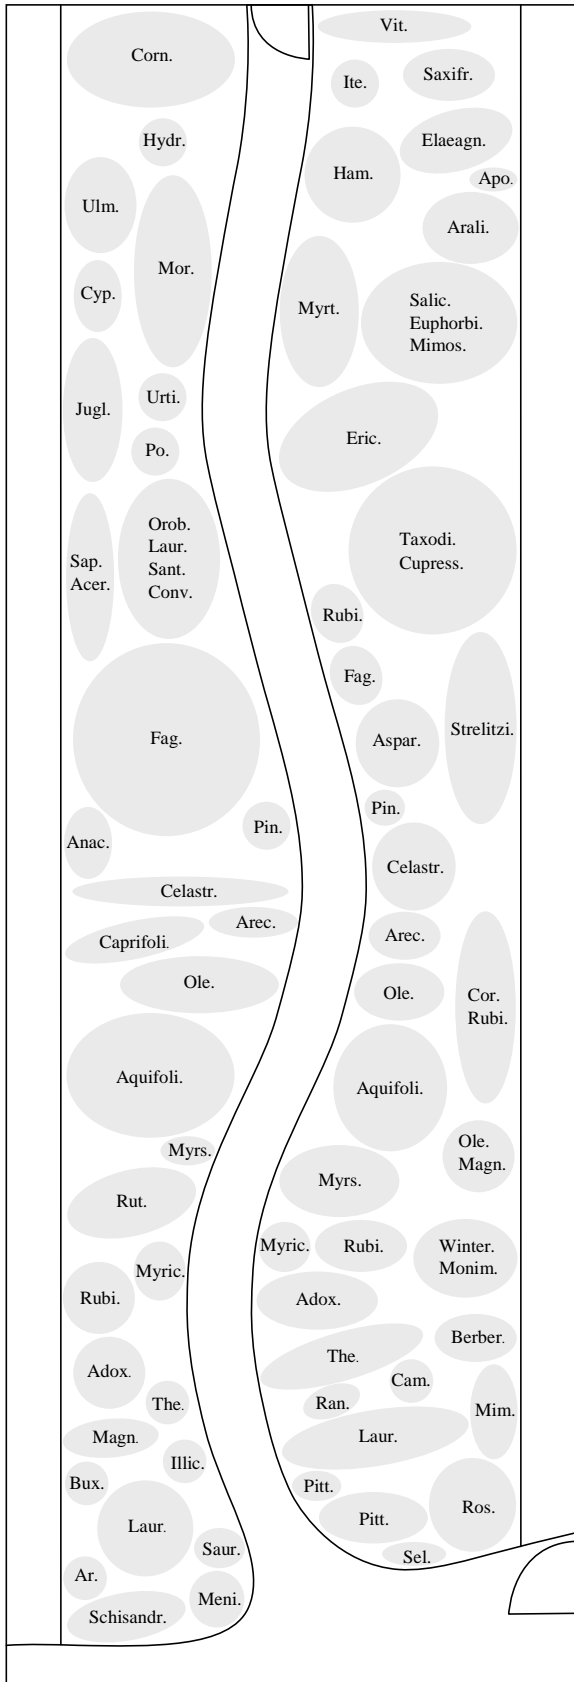 Corn.
Hydr.
Ulm.
Mor.
Cyp.
Jugl.
Urti.
Po.
Orob.
Laur.
Sant.
Conv.
Sap.
Acer.
Fag.
Pin.
Anac.
Celastr.
Arec.
Caprifoli.
Ole.
Aquifoli.
Myrs.
Rut.
Myric.
Rubi.
Adox.
The.
Magn.
Illic.
Bux.
Laur.
Saur.
Ar.
Meni.
Schisandr.
Vit.
Ite.
Saxifr.
Elaeagn.
Ham.
Apo.
Arali.
Myrt.
Salic.
Euphorbi.
Mimos.
Eric.
Taxodi.
Cupress.
Rubi.
Fag.
Strelitzi.
Aspar.
Pin.
Celastr.
Arec.
Ole.
Cor.
Rubi.
Aquifoli.
Ole.
Magn.
Myrs.
Myric.
Rubi.
Winter.
Monim.
Adox.
Berber.
The.
Cam.
Ran.
Mim.
Laur.
Pitt.
Pitt.
Ros.
Sel.